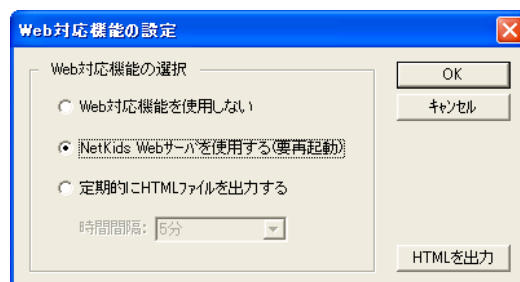 Web対応機能の設定
Web対応機能の選択
OK
Web対応機能を使用しない
キャンセル
NetKids Webサーバを使用する(要再起動)
定期的にHTMLファイルを出力する
時間間隔: 5分
HTMLを出力